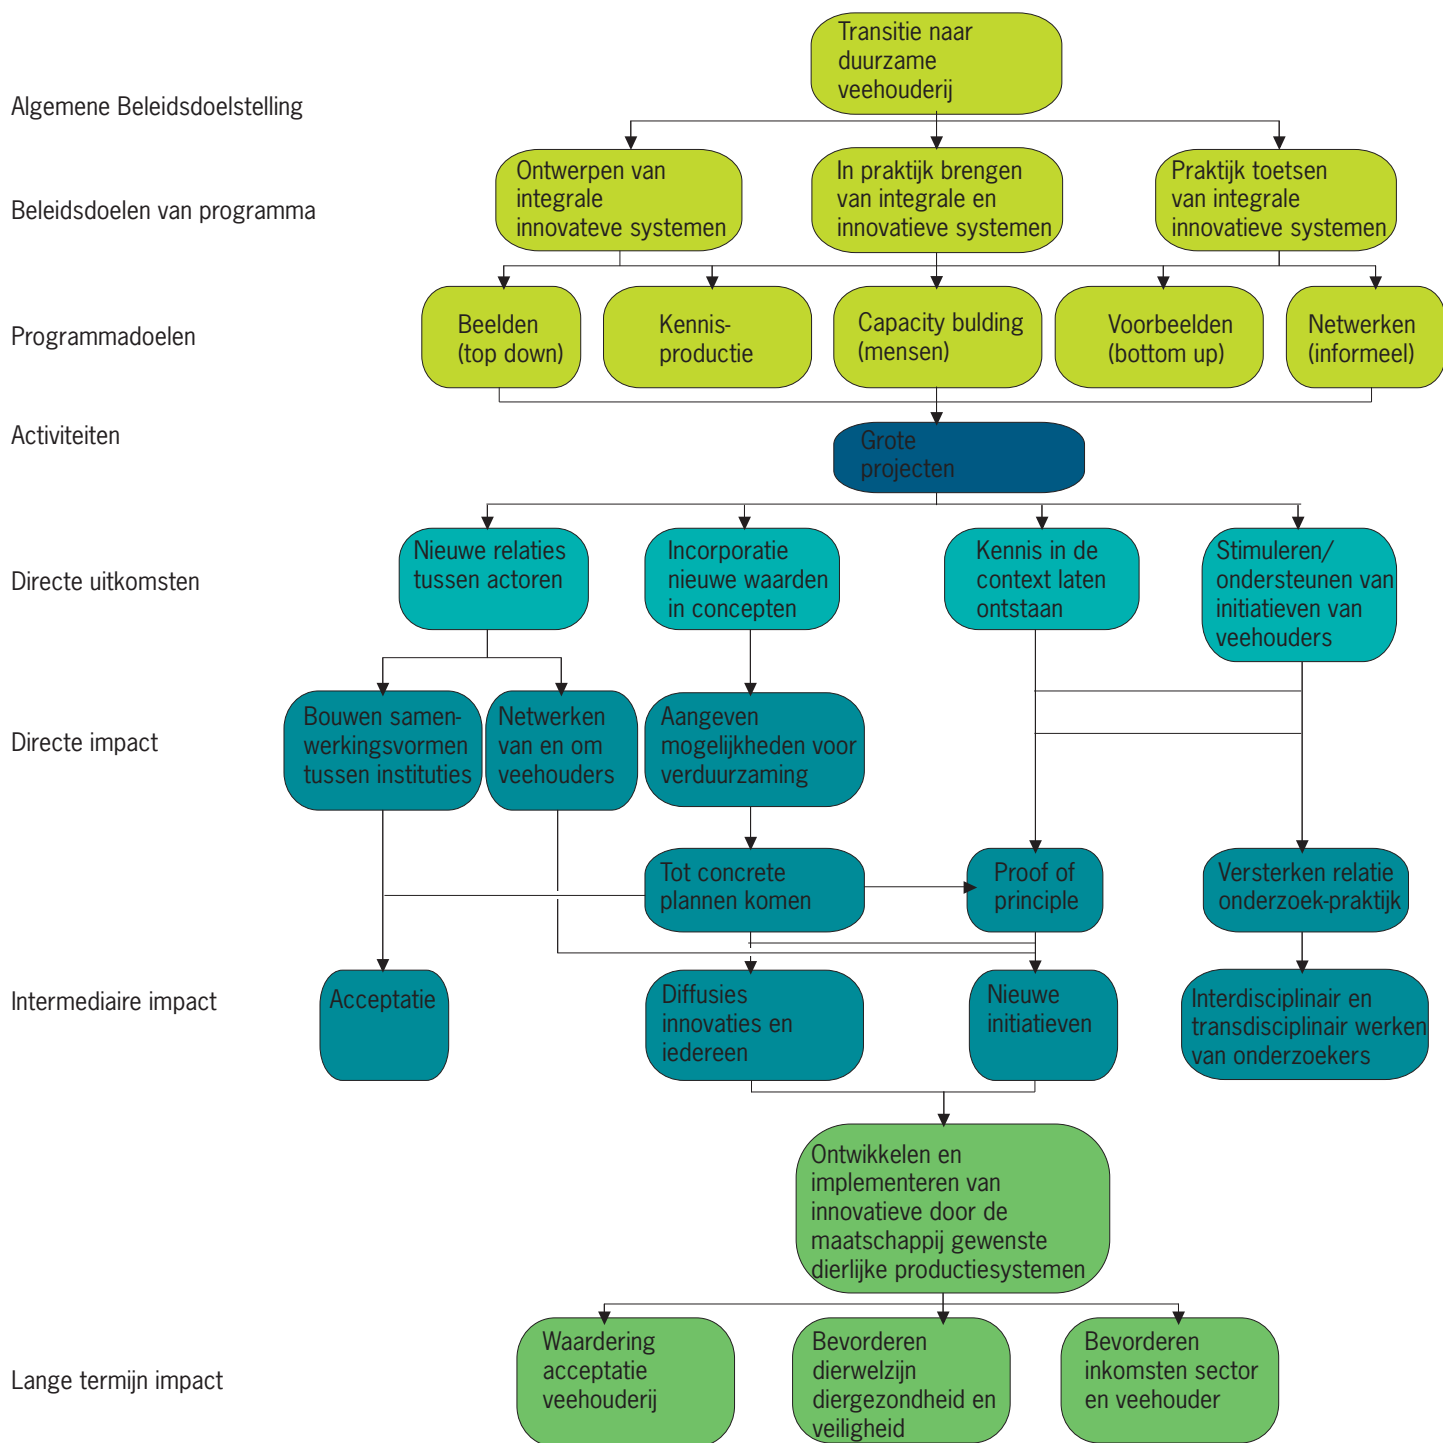 Transitie naar
duurzame
veehouderij
Algemene Beleidsdoelstelling
Ontwerpen van
integrale
innovateve systemen
In praktijk brengen
van integrale en
innovatieve systemen
Praktijk toetsen
van integrale
innovatieve systemen
Beleidsdoelen van programma
Programmadoelen
Beelden
(top down)
Kennis-
productie
Capacity bulding
(mensen)
Voorbeelden
(bottom up)
Netwerken
(informeel)
Activiteiten
Grote
projecten
Directe uitkomsten
Nieuwe relaties
tussen actoren
Incorporatie
nieuwe waarden
in concepten
Kennis in de
context laten
ontstaan
Stimuleren/
ondersteunen van
initiatieven van
veehouders
Directe impact
Bouwen samen-
werkingsvormen
tussen instituties
Netwerken
van en om
veehouders
Aangeven
mogelijkheden voor
verduurzaming
Tot concrete
plannen komen
Proof of
principle
Versterken relatie
onderzoek-praktijk
Intermediaire impact
Acceptatie
Diffusies
innovaties en
iedereen
Nieuwe
initiatieven
Interdisciplinair en
transdisciplinair werken
van onderzoekers
Ontwikkelen en
implementeren van
innovatieve door de
maatschappij gewenste
dierlijke productiesystemen
Lange termijn impact
Waardering
acceptatie
veehouderij
Bevorderen
dierwelzijn
diergezondheid en
veiligheid
Bevorderen
inkomsten sector
en veehouder